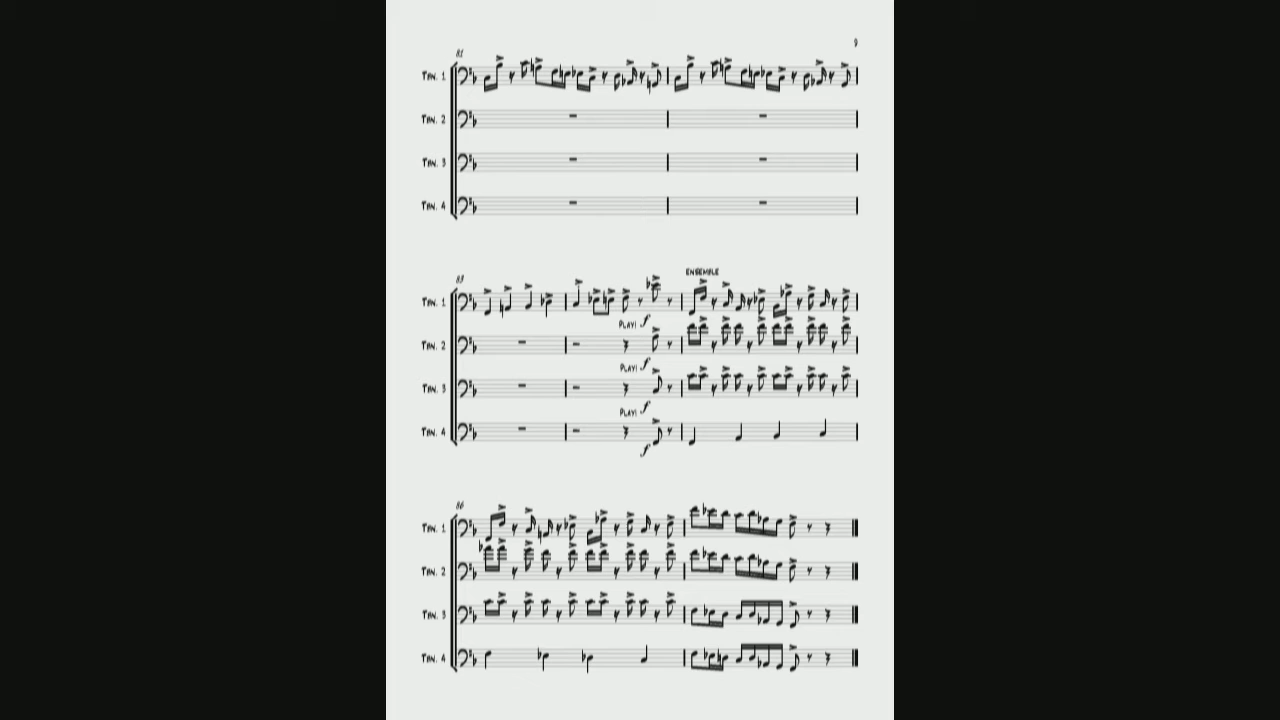 9
81
Tbn. 1
Tbn. 2
Tbn. 3
Tbn. 4
83
ENSEMBLE
Tbn. 1
PLAY! f
Tbn. 2
PLAY! f
Tbn. 3
PLAY! f
Tbn. 4
f
86
Tbn. 1
Tbn. 2
Tbn. 3
Tbn. 4